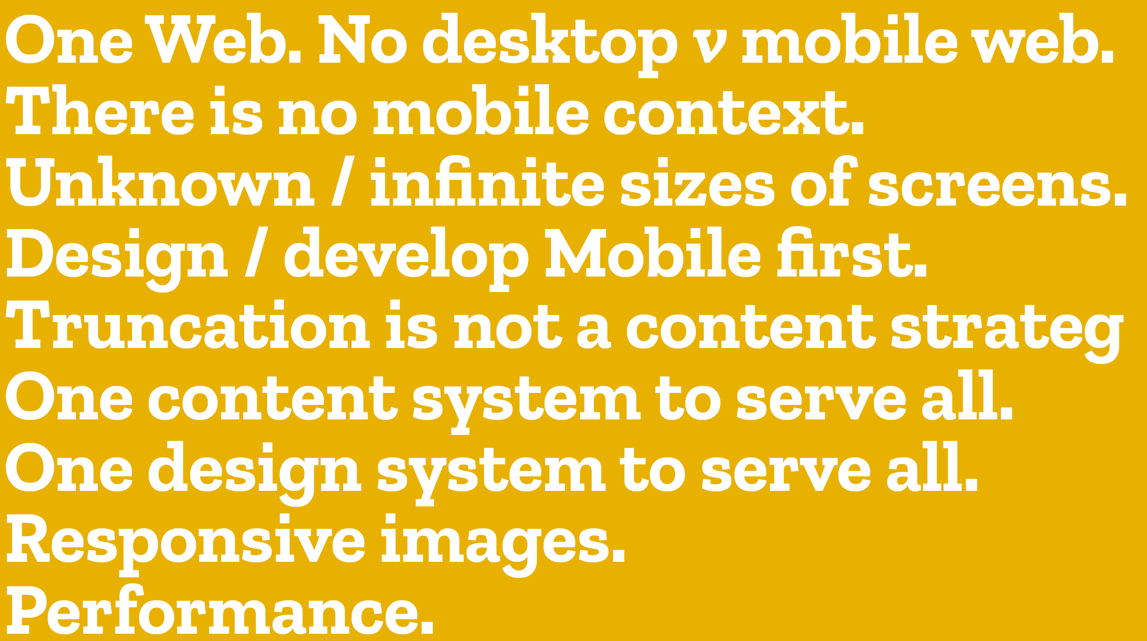 One Web. No desktop v mobile web.
There is no mobile context.
Unknown / infinite sizes of screens.
Design / develop Mobile first.
Truncation is not a content strateg
One content system to serve all.
One design system to serve all.
Responsive images.
Performance.